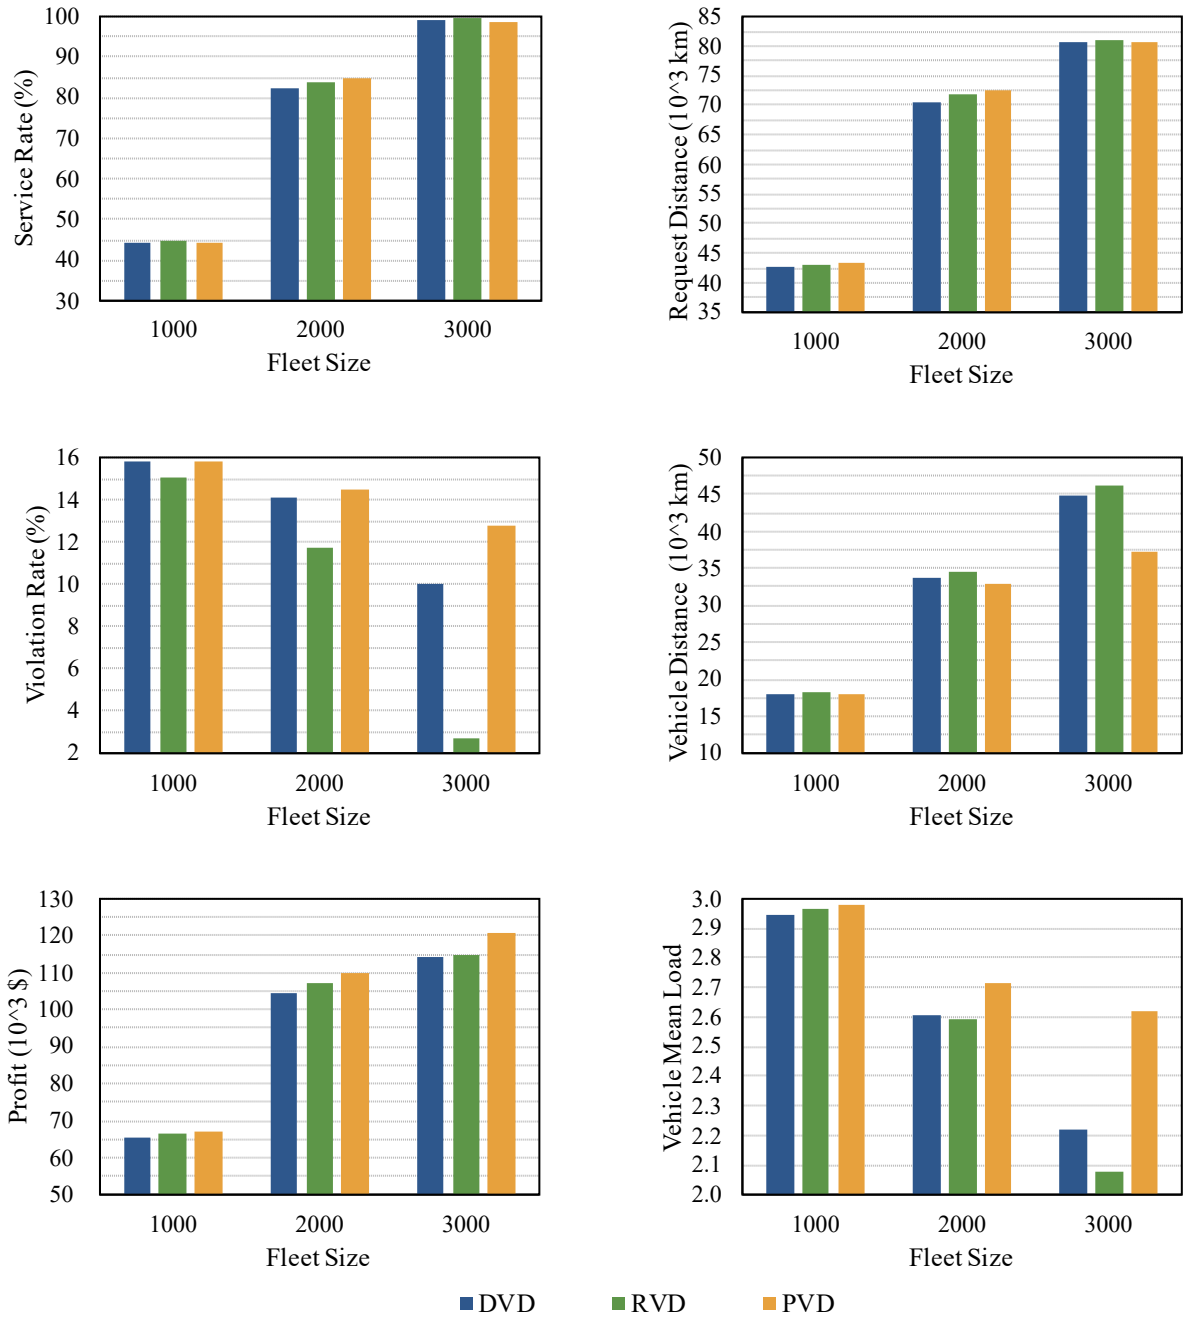 Service Rate (%)
100
90
80
70
60
50
40
30
1000 2000 3000
Fleet Size
Request Distance (10^3 km)
85
80
75
70
65
60
55
50
45
40
35
1000 2000 3000
Fleet Size
Violation Rate (%)
16
14
12
10
8
6
4
2
1000 2000 3000
Fleet Size
Vehicle Distance (10^3 km)
50
45
40
35
30
25
20
15
10
1000 2000 3000
Fleet Size
Profit (10^3 $)
130
120
110
100
90
80
70
60
50
1000 2000 3000
Fleet Size
Vehicle Mean Load
3.0
2.9
2.8
2.7
2.6
2.5
2.4
2.3
2.2
2.1
2.0
1000 2000 3000
Fleet Size
DVD RVD PVD